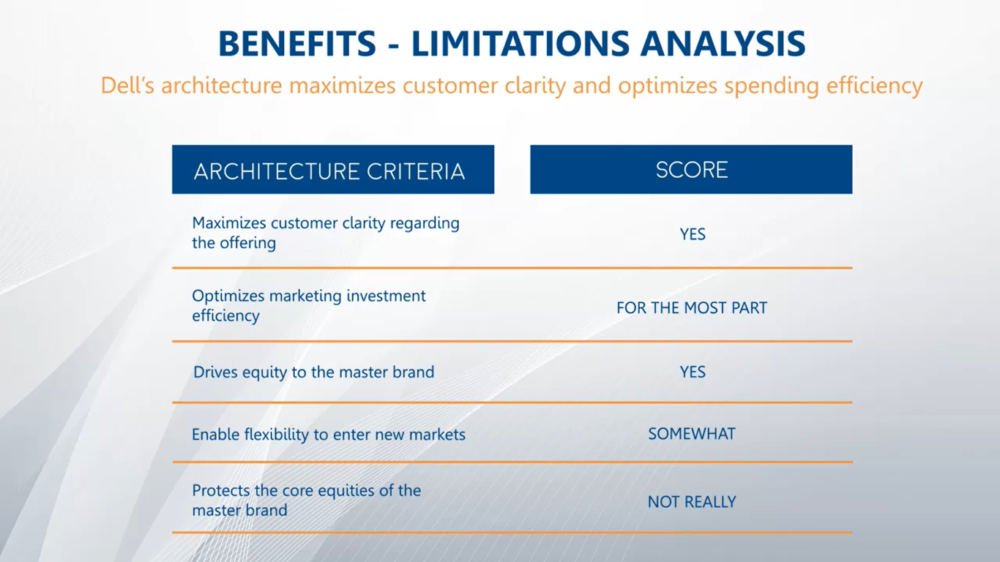 BENEFITS - LIMITATIONS ANALYSIS
Dell's architecture maximizes customer clarity and optimizes spending efficiency
ARCHITECTURE CRITERIA
SCORE
Maximizes customer clarity regarding
the offering
YES
Optimizes marketing investment
efficiency
FOR THE MOST PART
Drives equity to the master brand
YES
Enable flexibility to enter new markets
SOMEWHAT
Protects the core equities of the
master brand
NOT REALLY